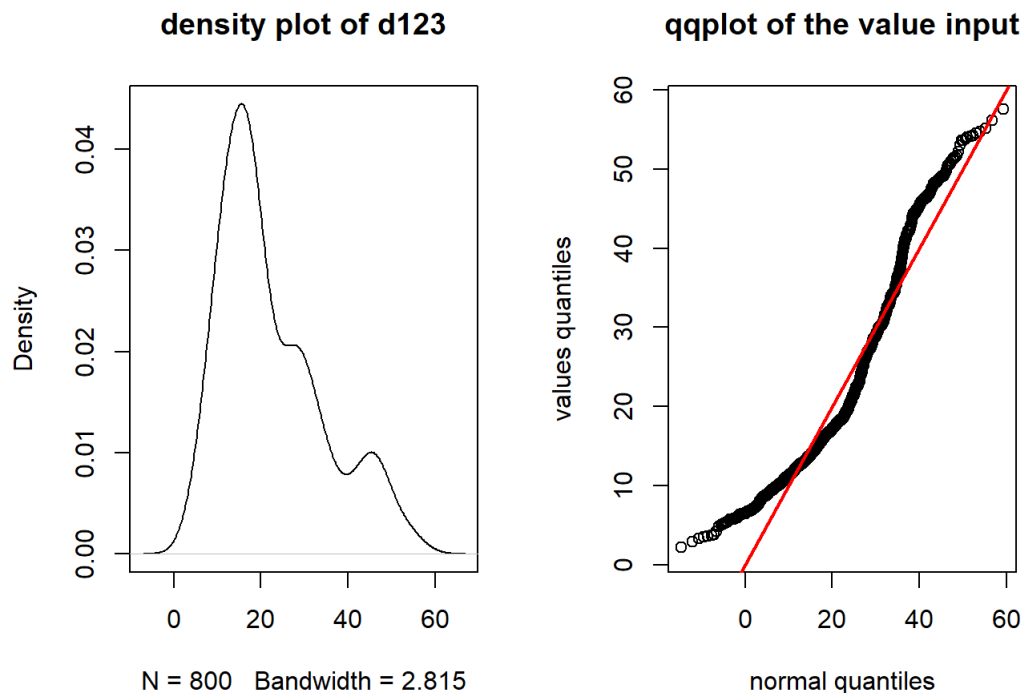 density plot of d123
Density
0.00
0.01
0.02
0.03
0.04
0 20 40 60
N = 800 Bandwidth = 2.815
qqplot of the value input
values quantiles
0
10
20
30
40
50
60
0 20 40 60
normal quantiles